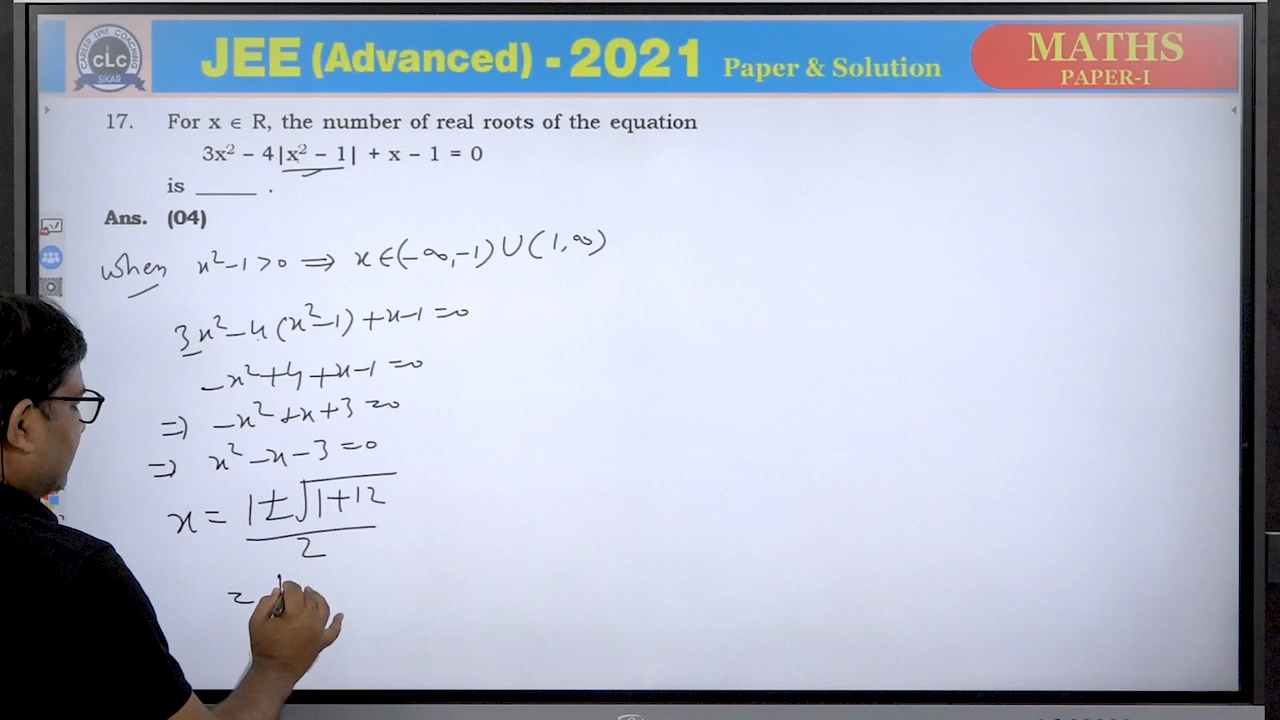 CAREER LINE COACHING
CLC
SIKAR
JEE (Advanced) - 2021 Paper & Solution
MATHS
PAPER-I
17. For x ∈ R, the number of real roots of the equation
3x² – 4|x² – 1| + x – 1 = 0
is _____ .
Ans. (04)
When x²-1>0 ⇒ x∈(-∞,-1)∪(1,∞)
3x²-4(x²-1)+x-1=0
-x²+4+x-1=0
⇒ -x²+x+3=0
⇒ x²-x-3=0
x = 1±√1+12
2
= 1